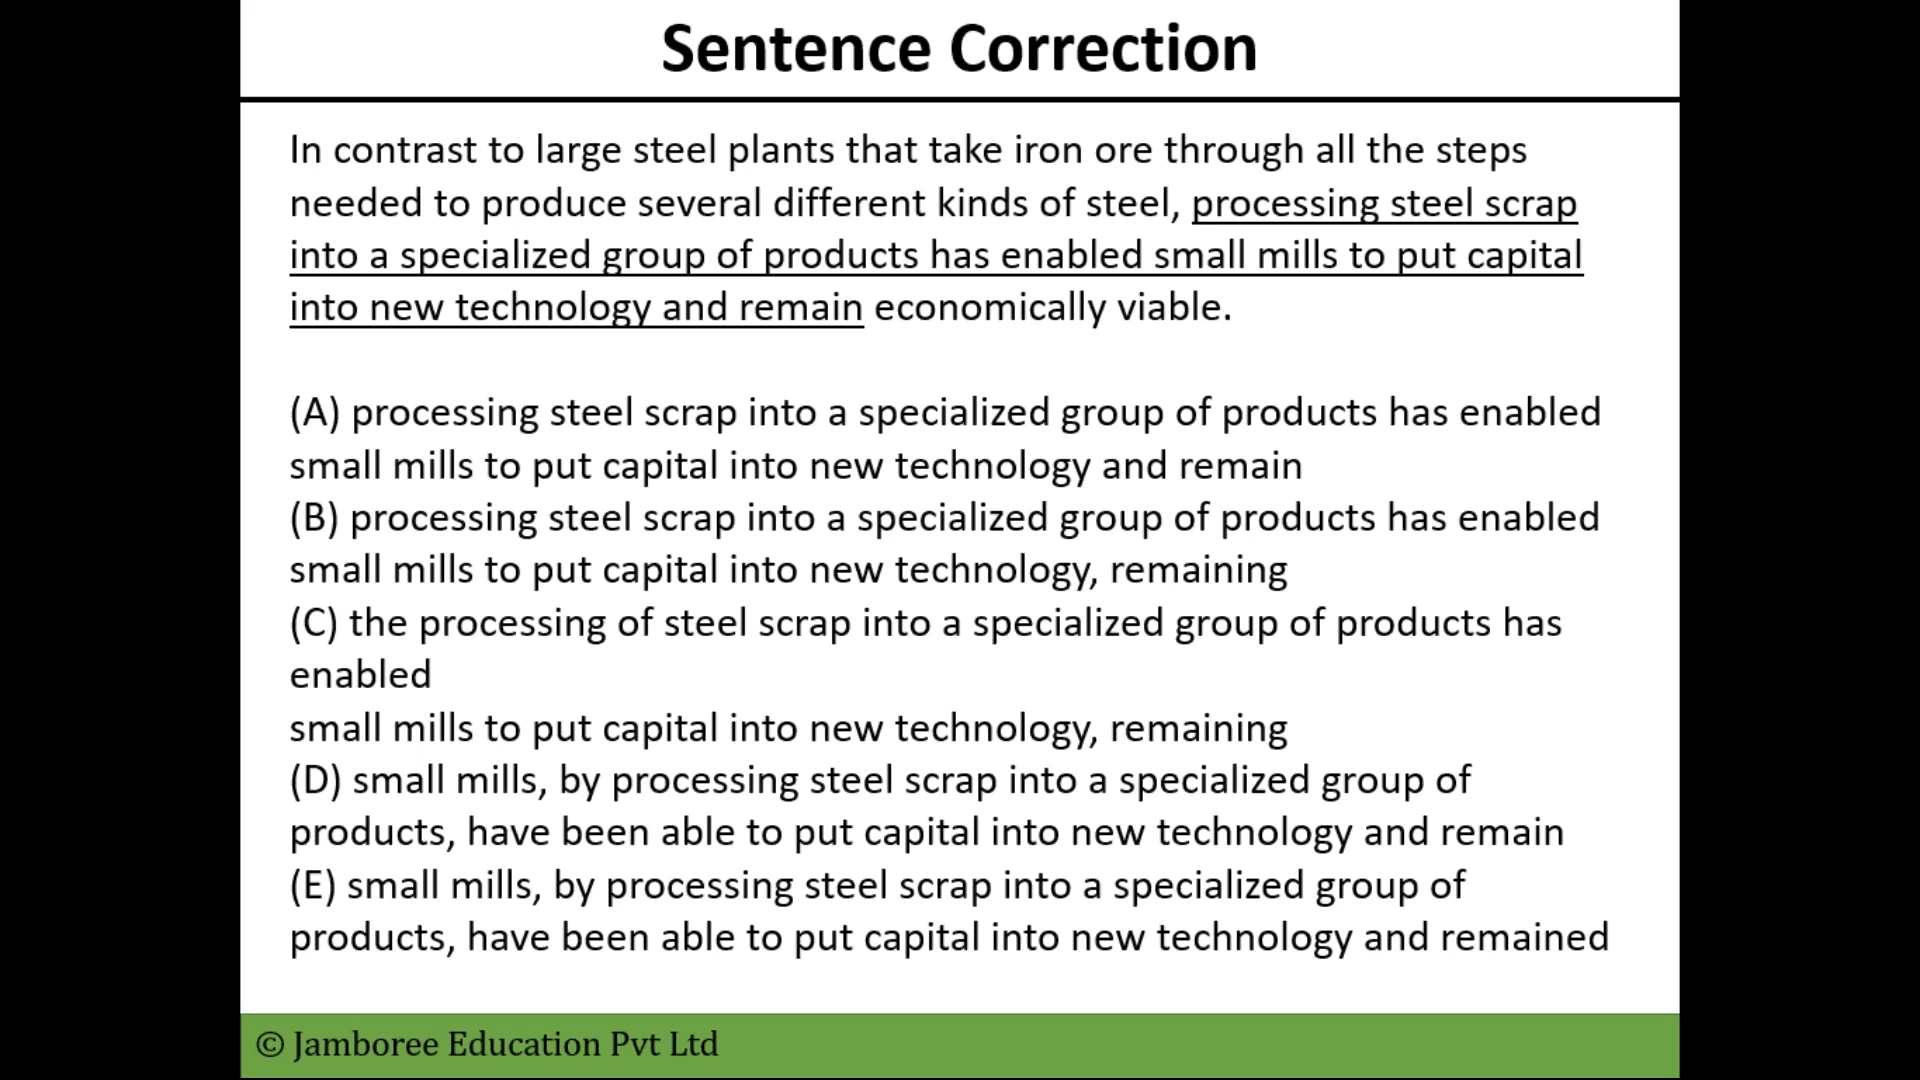 Sentence Correction
In contrast to large steel plants that take iron ore through all the steps
needed to produce several different kinds of steel, processing steel scrap
into a specialized group of products has enabled small mills to put capital
into new technology and remain economically viable.
(A) processing steel scrap into a specialized group of products has enabled
small mills to put capital into new technology and remain
(B) processing steel scrap into a specialized group of products has enabled
small mills to put capital into new technology, remaining
(C) the processing of steel scrap into a specialized group of products has
enabled
small mills to put capital into new technology, remaining
(D) small mills, by processing steel scrap into a specialized group of
products, have been able to put capital into new technology and remain
(E) small mills, by processing steel scrap into a specialized group of
products, have been able to put capital into new technology and remained
© Jamboree Education Pvt Ltd